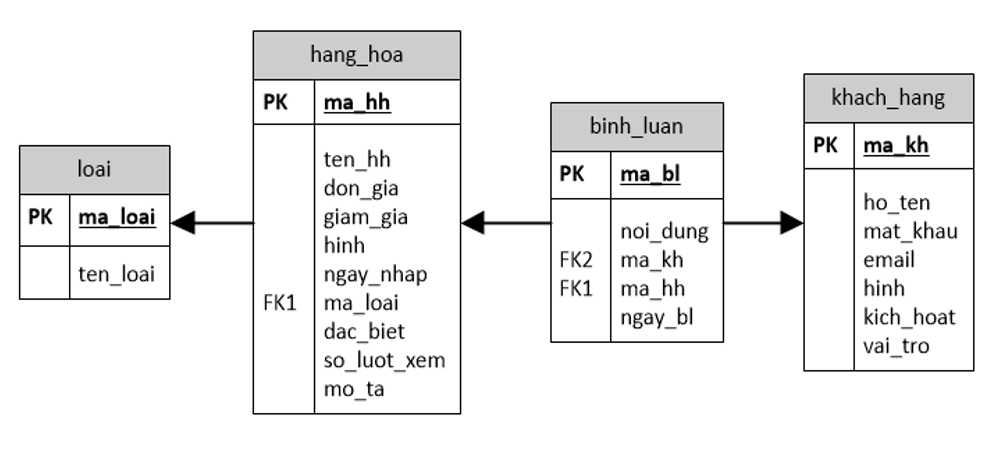 loai
PK ma_loai
ten_loai
hang_hoa
PK ma_hh
ten_hh
don_gia
giam_gia
hinh
ngay_nhap
FK1 ma_loai
dac_biet
so_luot_xem
mo_ta
binh_luan
PK ma_bl
noi_dung
FK2 ma_kh
FK1 ma_hh
ngay_bl
khach_hang
PK ma_kh
ho_ten
mat_khau
email
hinh
kich_hoat
vai_tro